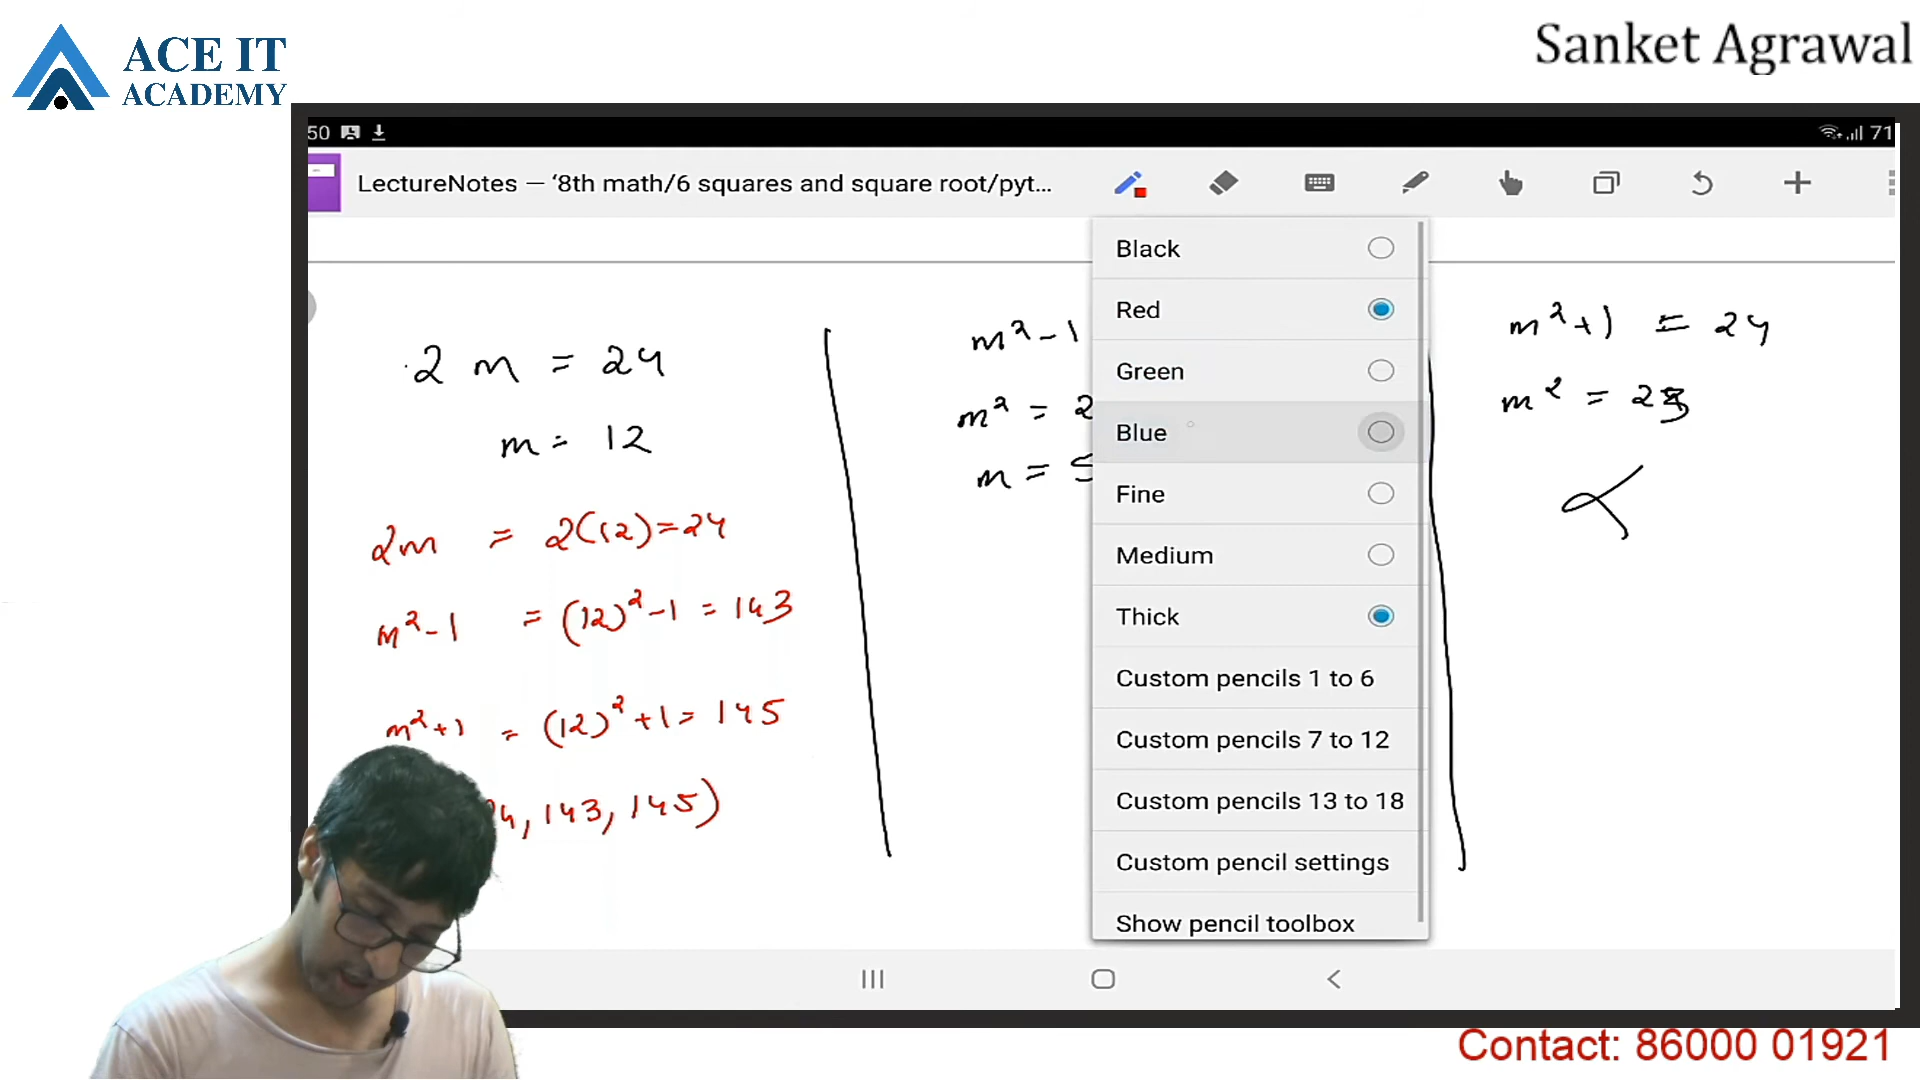 ACE IT
ACADEMY
Sanket Agrawal
50
71
LectureNotes — ‘8th math/6 squares and square root/pyt...
2 m = 24
m = 12
2m = 2(12)=24
m²-1 = (12)²-1 = 143
m²+1 = (12)²+1 = 145
4, 143, 145)
m²-1
m² = 2
m = 5
Black
Red
Green
Blue
Fine
Medium
Thick
Custom pencils 1 to 6
Custom pencils 7 to 12
Custom pencils 13 to 18
Custom pencil settings
Show pencil toolbox
m²+1 = 24
m² = 23
Contact: 86000 01921